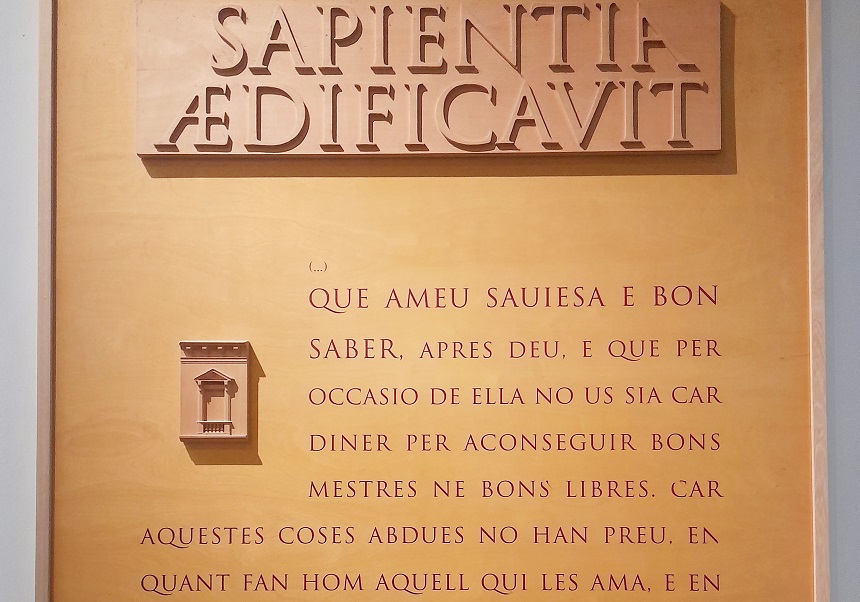 SAPIENTIA
ÆDIFICAVIT
(...)
QUE AMEU SAUIESA E BON
SABER, APRES DEU, E QUE PER
OCCASIO DE ELLA NO US SIA CAR
DINER PER ACONSEGUIR BONS
MESTRES NE BONS LIBRES. CAR
AQUESTES COSES ABDUES NO HAN PREU, EN
QUANT FAN HOM AQUELL QUI LES AMA, E EN